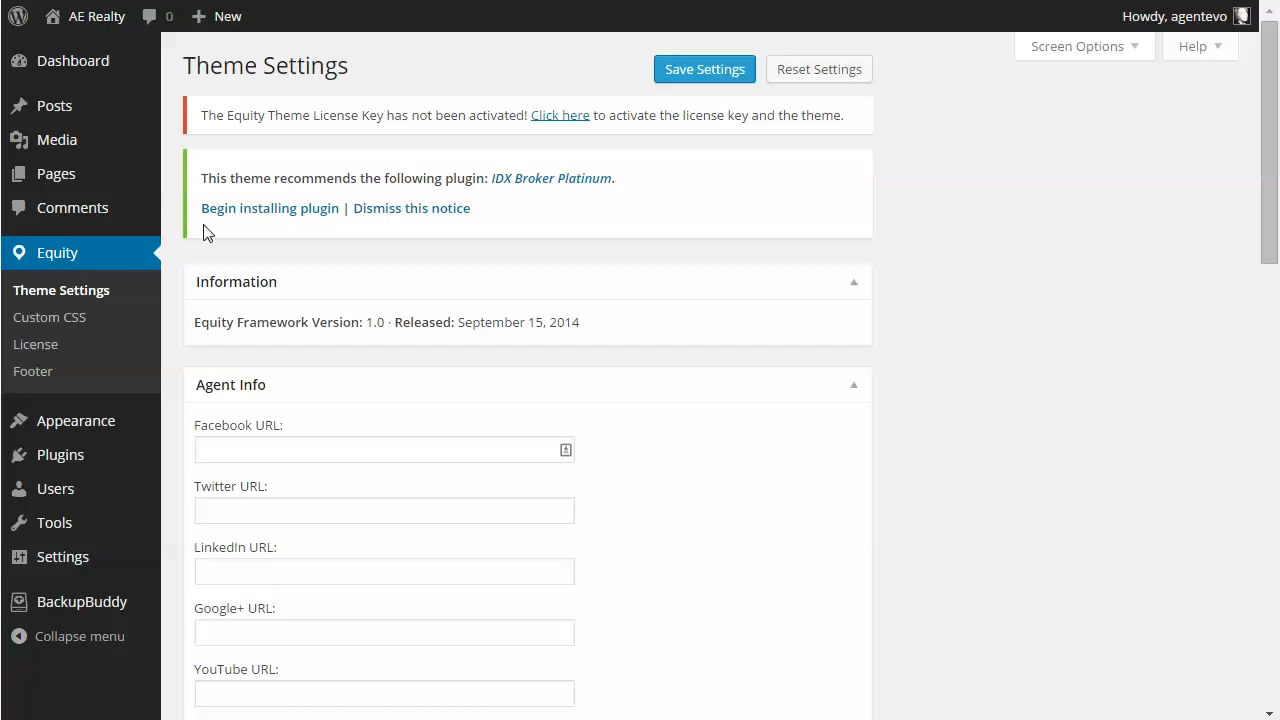 AE Realty 0 New Howdy, agentevo
Dashboard
Posts
Media
Pages
Comments
Equity
Theme Settings
Custom CSS
License
Footer
Appearance
Plugins
Users
Tools
Settings
BackupBuddy
Collapse menu
Screen Options Help
Theme Settings Save Settings Reset Settings
The Equity Theme License Key has not been activated! Click here to activate the license key and the theme.
This theme recommends the following plugin: IDX Broker Platinum.
Begin installing plugin | Dismiss this notice
Information
Equity Framework Version: 1.0 · Released: September 15, 2014
Agent Info
Facebook URL:
Twitter URL:
LinkedIn URL:
Google+ URL:
YouTube URL: